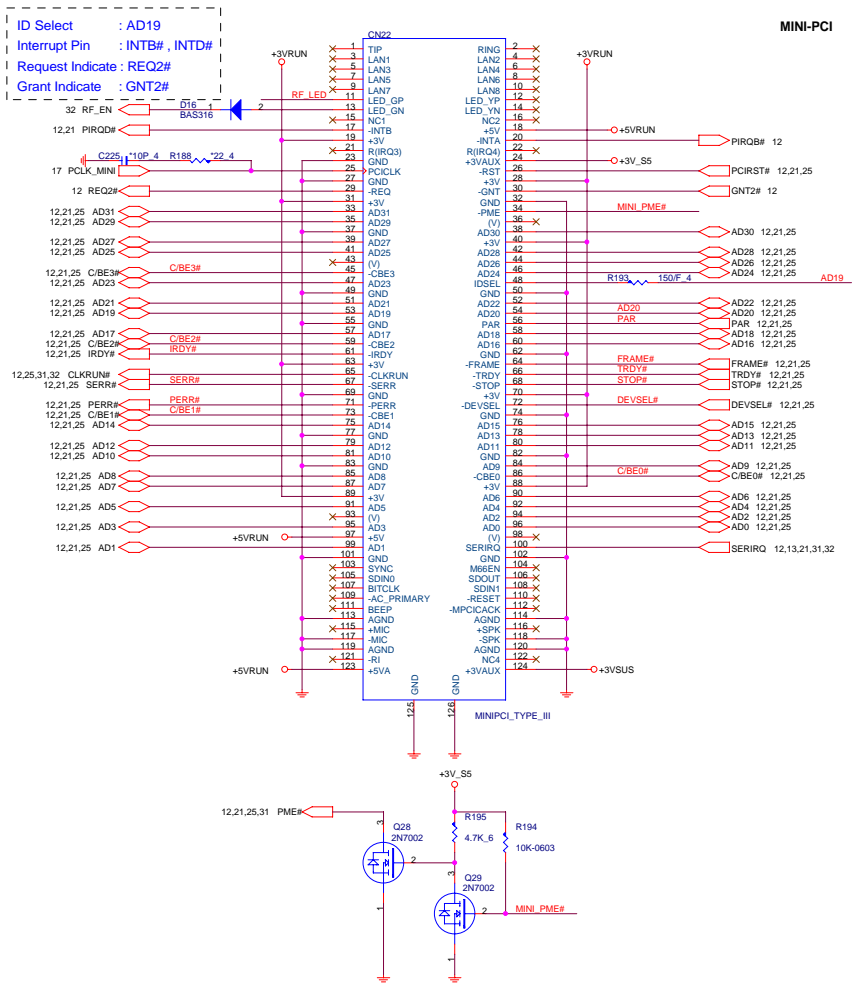 ID Select : AD19
Interrupt Pin : INTB# , INTD#
Request Indicate : REQ2#
Grant Indicate : GNT2#
MINI-PCI
CN22
+3VRUN
+3VRUN
1 TIP RING 2
3 LAN1 LAN2 4
5 LAN3 LAN4 6
7 LAN5 LAN6 8
9 LAN7 LAN8 10
RF_LED 11 LED_GP LED_YP 12
32 RF_EN D16 1 2 BAS316 13 LED_GN LED_YN 14
15 NC1 NC2 16
12,21 PIRQD# 17 -INTB +5V 18 +5VRUN
19 +3V -INTA 20 PIRQB# 12
21 R(IRQ3) R(IRQ4) 22
C225 *10P_4 R188 *22_4 23 GND +3VAUX 24 +3V_S5
17 PCLK_MINI 25 PCICLK -RST 26 PCIRST# 12,21,25
27 GND +3V 28
12 REQ2# 29 -REQ -GNT 30 GNT2# 12
31 +3V GND 32
12,21,25 AD31 33 AD31 -PME 34 MINI_PME#
12,21,25 AD29 35 AD29 (V) 36
37 GND AD30 38 AD30 12,21,25
12,21,25 AD27 39 AD27 +3V 40
12,21,25 AD25 41 AD25 AD28 42 AD28 12,21,25
43 (V) AD26 44 AD26 12,21,25
12,21,25 C/BE3# C/BE3# 45 -CBE3 AD24 46 AD24 12,21,25
12,21,25 AD23 47 AD23 IDSEL 48 R193 150/F_4 AD19
49 GND GND 50
12,21,25 AD21 51 AD21 AD22 52 AD22 12,21,25
12,21,25 AD19 53 AD19 AD20 54 AD20 AD20 12,21,25
55 GND PAR 56 PAR PAR 12,21,25
12,21,25 AD17 57 AD17 AD18 58 AD18 12,21,25
12,21,25 C/BE2# C/BE2# 59 -CBE2 AD16 60 AD16 12,21,25
12,21,25 IRDY# IRDY# 61 -IRDY GND 62
63 +3V -FRAME 64 FRAME# FRAME# 12,21,25
12,25,31,32 CLKRUN# 65 -CLKRUN -TRDY 66 TRDY# TRDY# 12,21,25
12,21,25 SERR# SERR# 67 -SERR -STOP 68 STOP# STOP# 12,21,25
69 GND +3V 70
12,21,25 PERR# PERR# 71 -PERR -DEVSEL 72 DEVSEL# DEVSEL# 12,21,25
12,21,25 C/BE1# C/BE1# 73 -CBE1 GND 74
12,21,25 AD14 75 AD14 AD15 76 AD15 12,21,25
77 GND AD13 78 AD13 12,21,25
12,21,25 AD12 79 AD12 AD11 80 AD11 12,21,25
12,21,25 AD10 81 AD10 GND 82
83 GND AD9 84 AD9 12,21,25
12,21,25 AD8 85 AD8 -CBE0 86 C/BE0# C/BE0# 12,21,25
12,21,25 AD7 87 AD7 +3V 88
89 +3V AD6 90 AD6 12,21,25
12,21,25 AD5 91 AD5 AD4 92 AD4 12,21,25
93 (V) AD2 94 AD2 12,21,25
12,21,25 AD3 95 AD3 AD0 96 AD0 12,21,25
+5VRUN 97 +5V (V) 98
12,21,25 AD1 99 AD1 SERIRQ 100 SERIRQ 12,13,21,31,32
101 GND GND 102
103 SYNC M66EN 104
105 SDIN0 SDOUT 106
107 BITCLK SDIN1 108
109 -AC_PRIMARY -RESET 110
111 BEEP -MPCICACK 112
113 AGND AGND 114
115 +MIC +SPK 116
117 -MIC -SPK 118
119 AGND AGND 120
121 -RI NC4 122
+5VRUN 123 +5VA +3VAUX 124 +3VSUS
GND GND
125 126
MINIPCI_TYPE_III
+3V_S5
12,21,25,31 PME#
R195
4.7K_6
R194
10K-0603
3 Q28
2N7002
2
1
3 Q29
2N7002
2 MINI_PME#
1